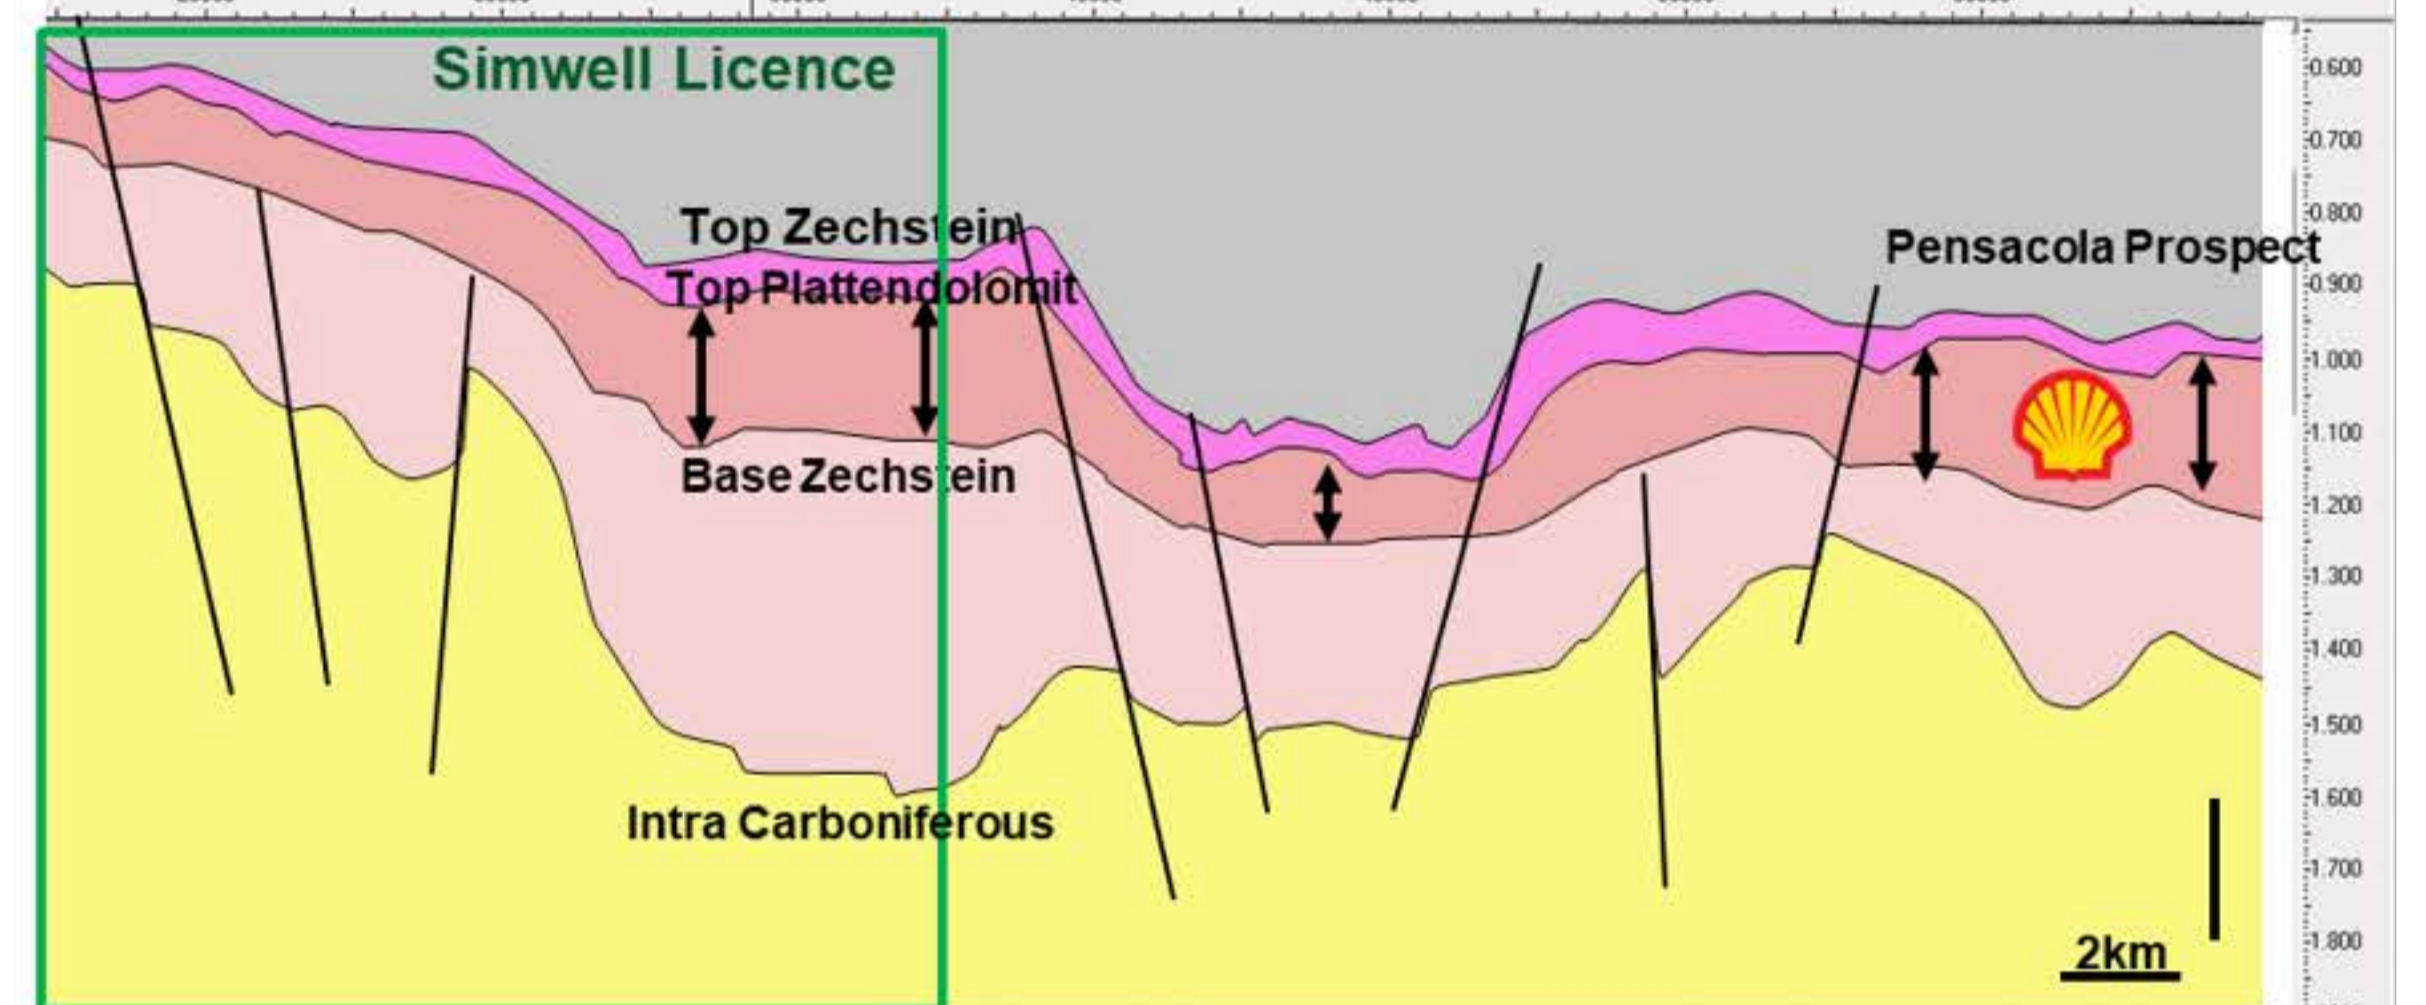 Simwell Licence
Top Zechstein
Top Plattendolomit
Pensacola Prospect
Base Zechstein
Intra Carboniferous
2km
0.600
0.700
0.800
0.900
1.000
1.100
1.200
1.300
1.400
1.500
1.600
1.700
1.800